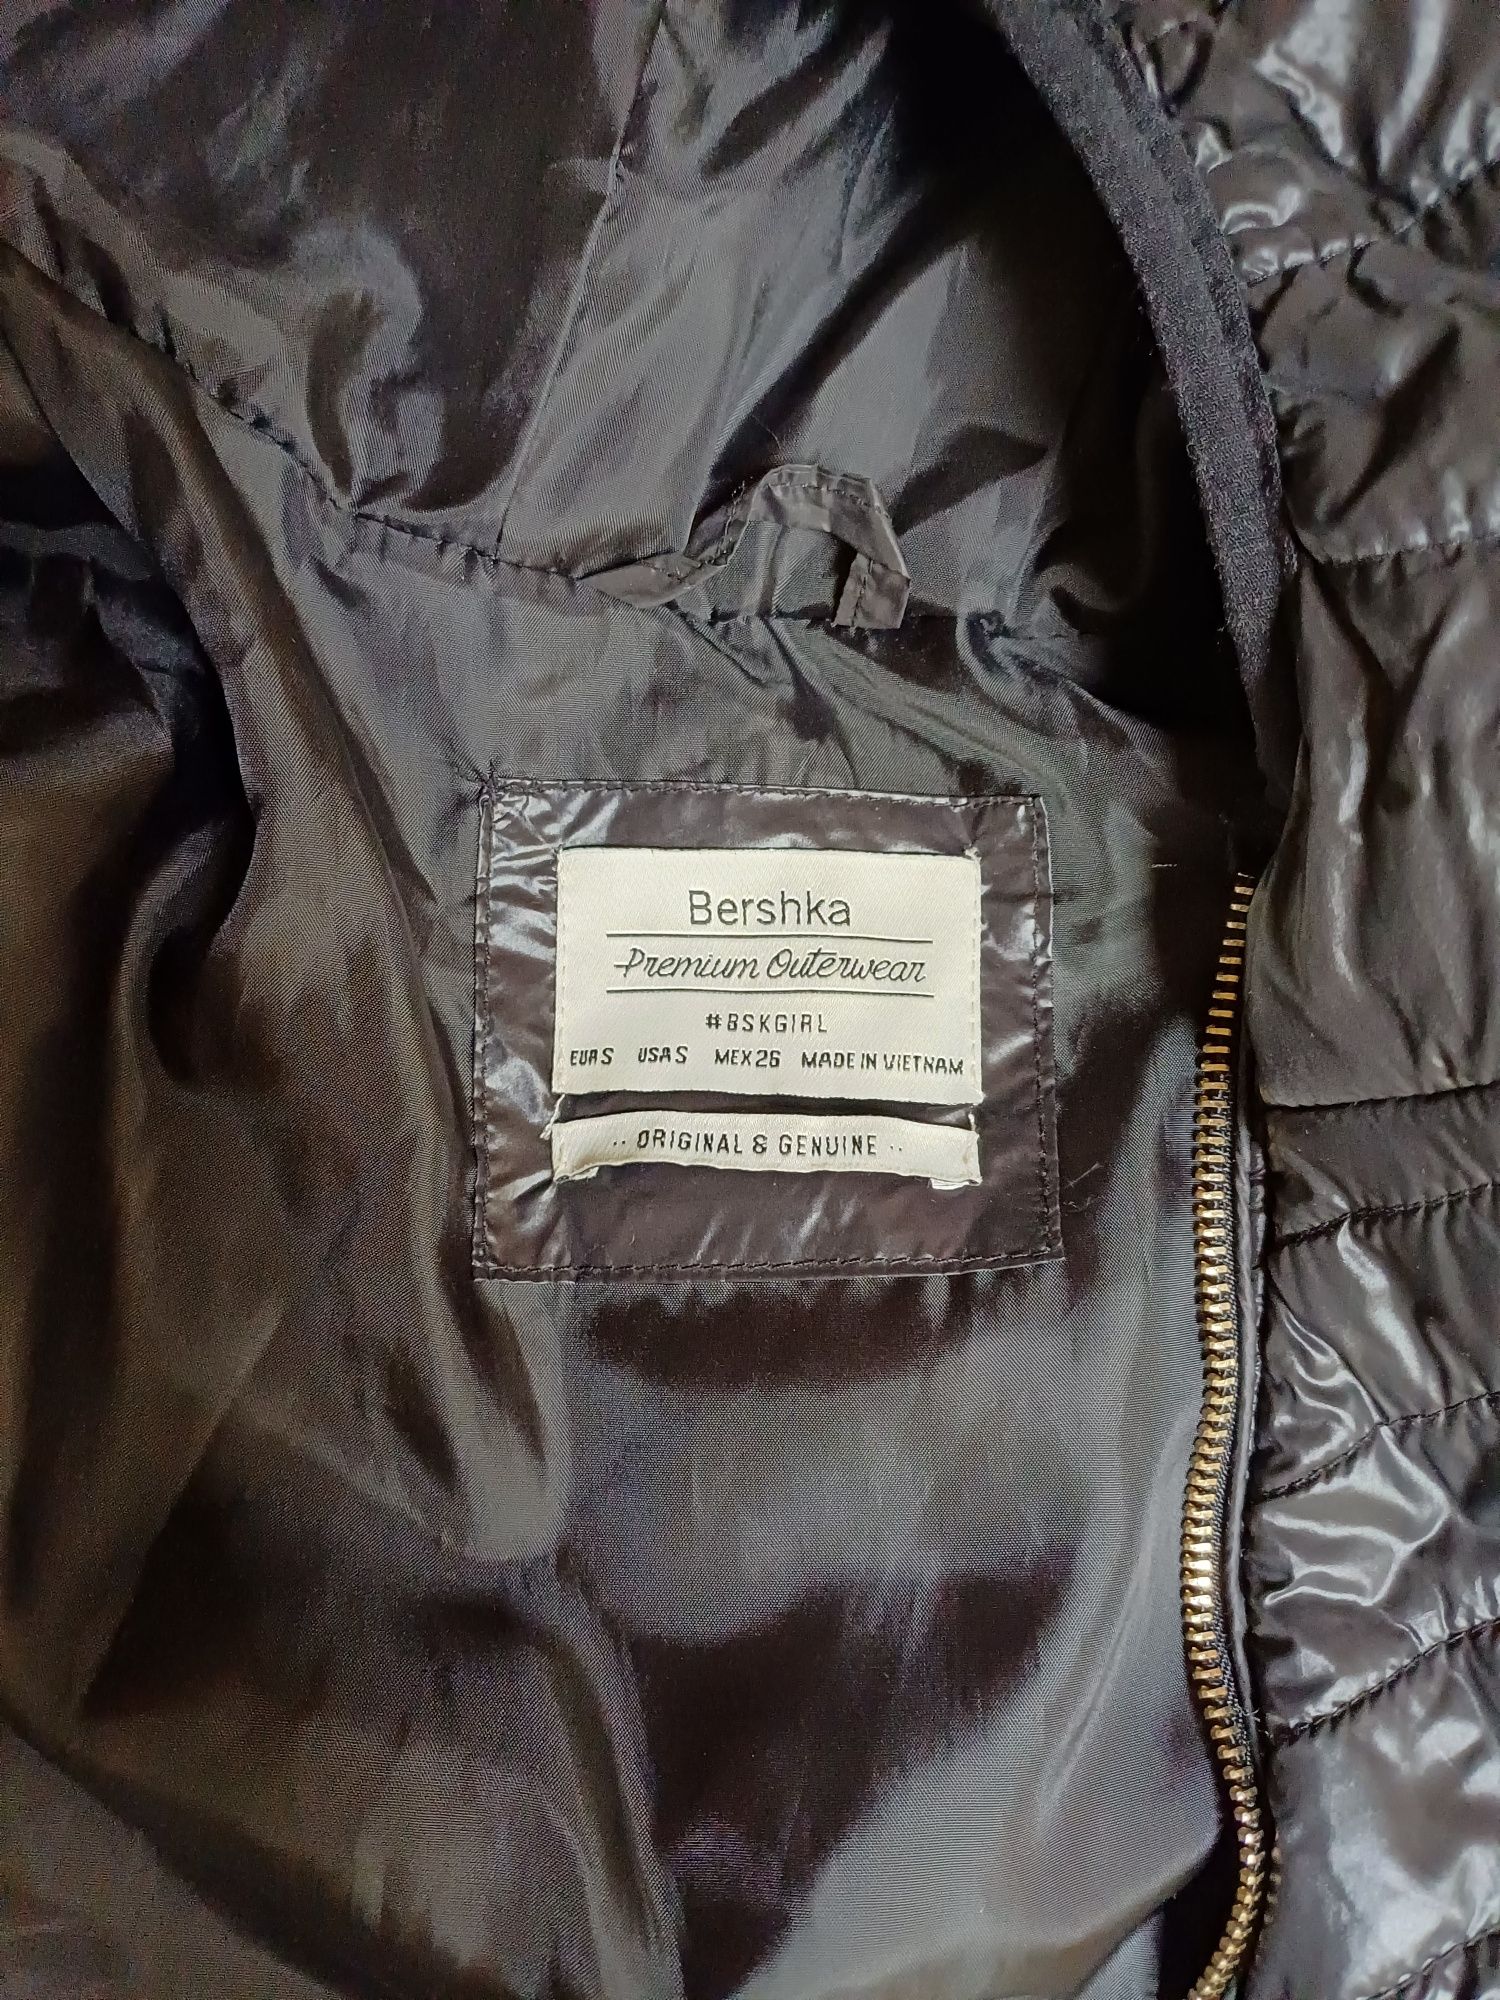 Bershka
Premium Outerwear
#BSKGIRL
EUR S USA S MEX 26 MADE IN VIETNAM
·· ORIGINAL & GENUINE ··